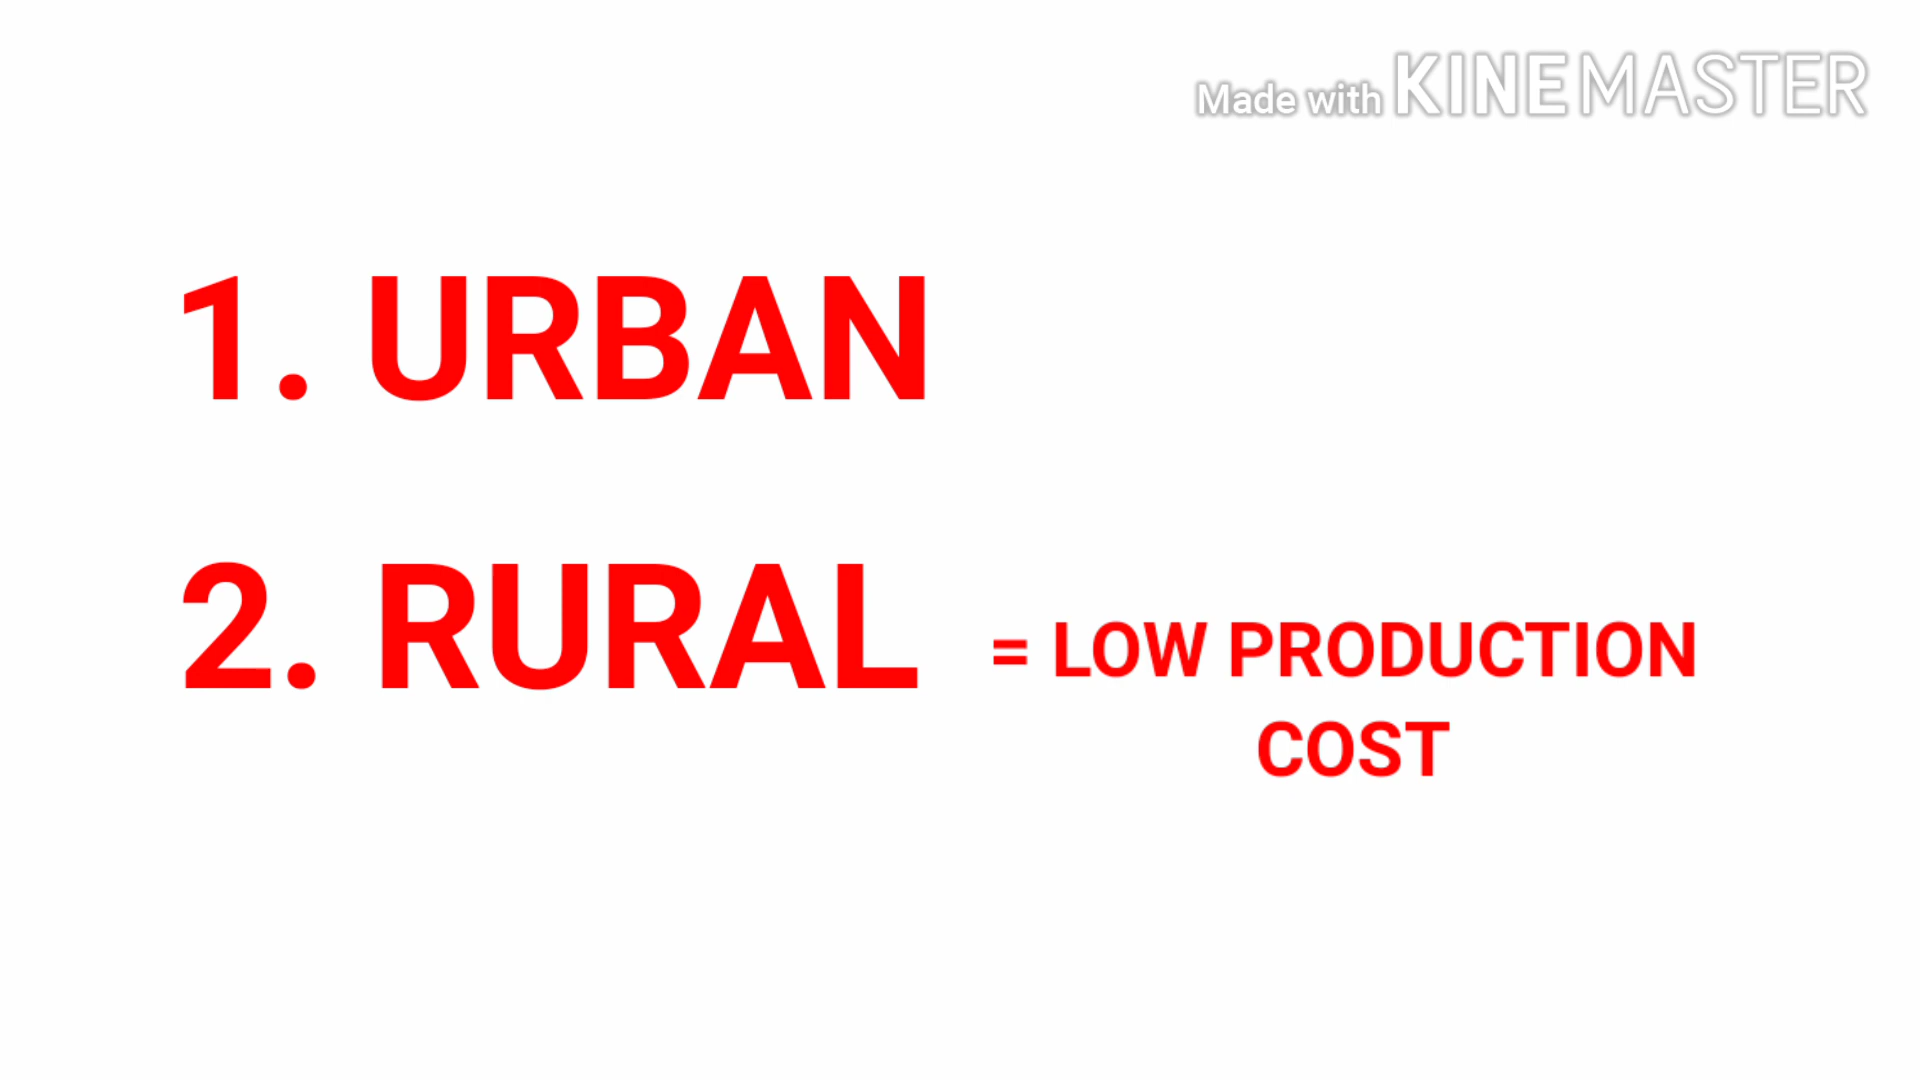 Made with KINEMASTER
1. URBAN
2. RURAL = LOW PRODUCTION
COST